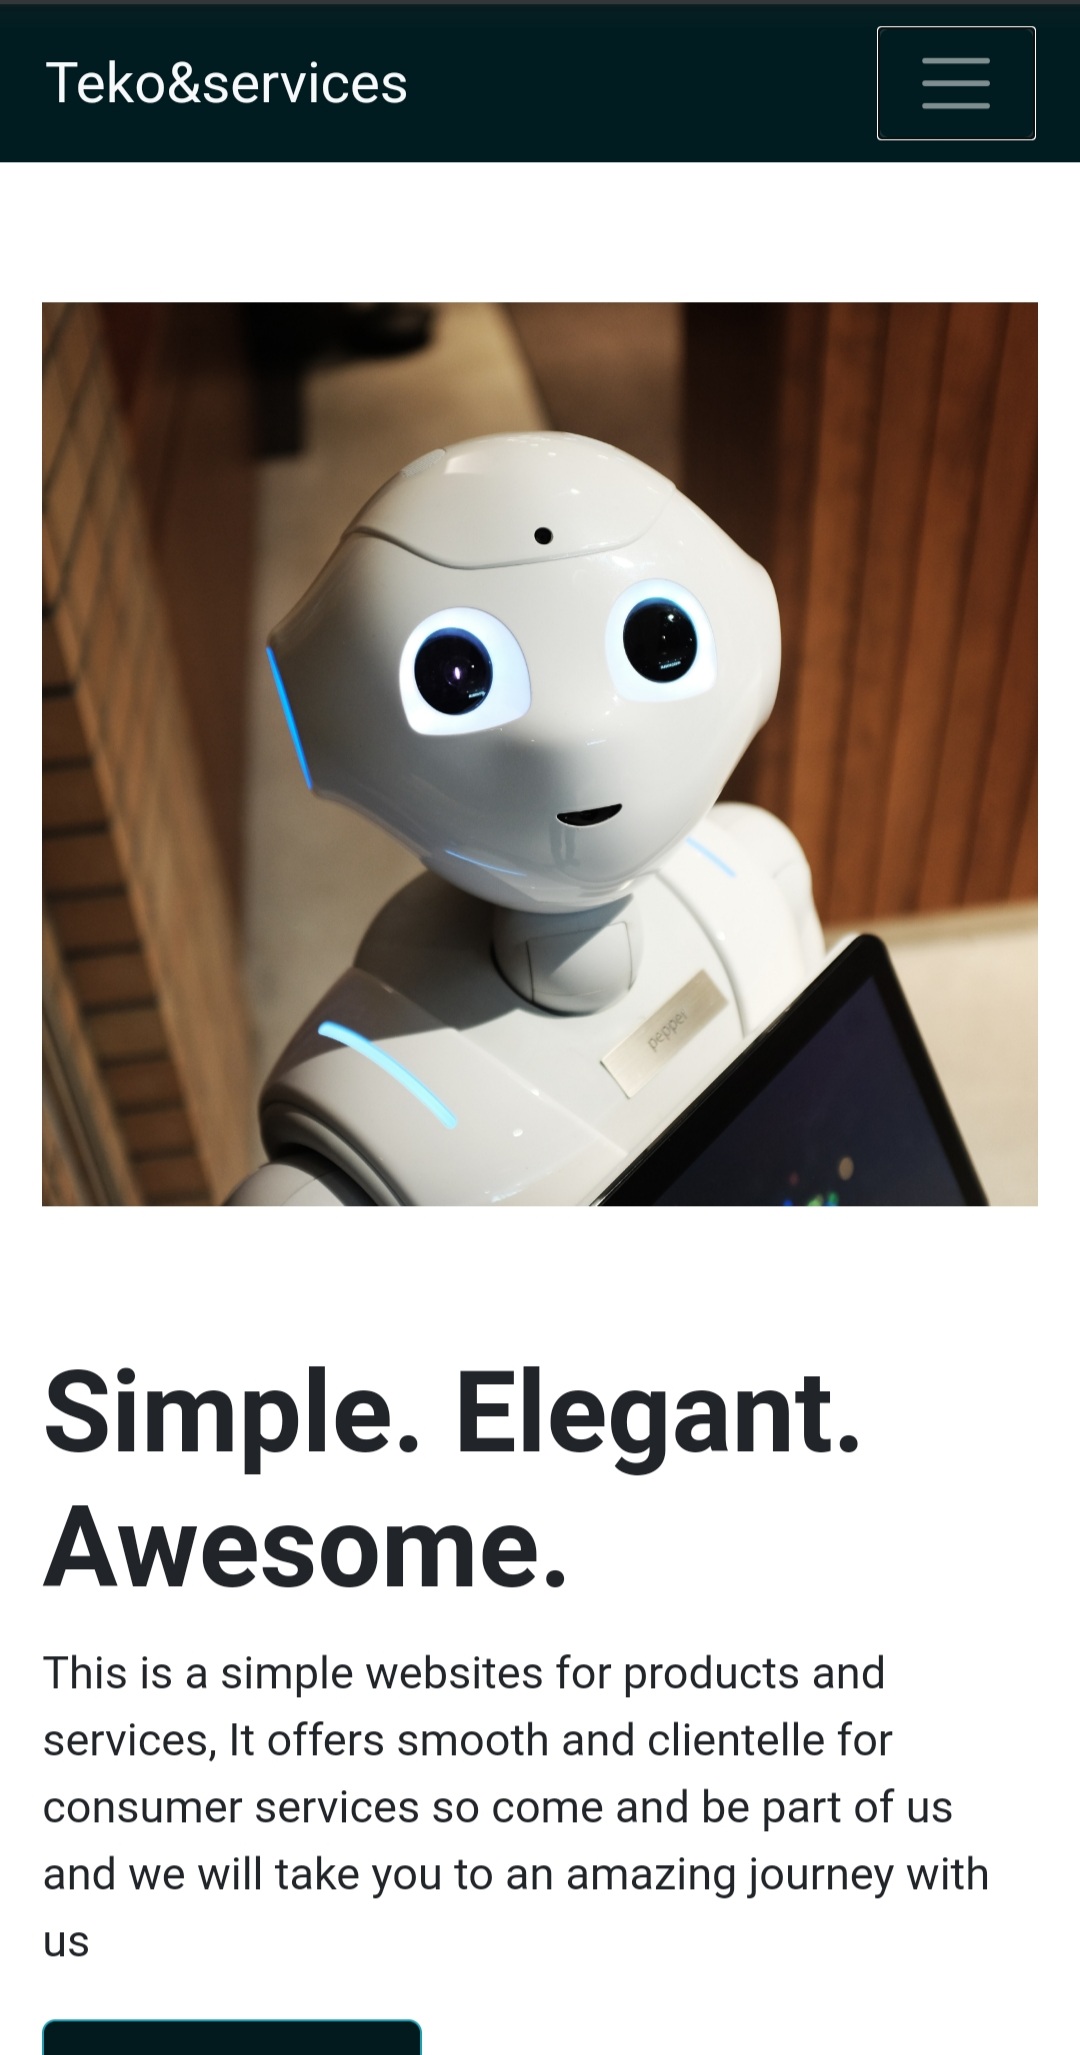 Teko&services
pepper
Simple. Elegant.
Awesome.
This is a simple websites for products and
services, It offers smooth and clientelle for
consumer services so come and be part of us
and we will take you to an amazing journey with
us